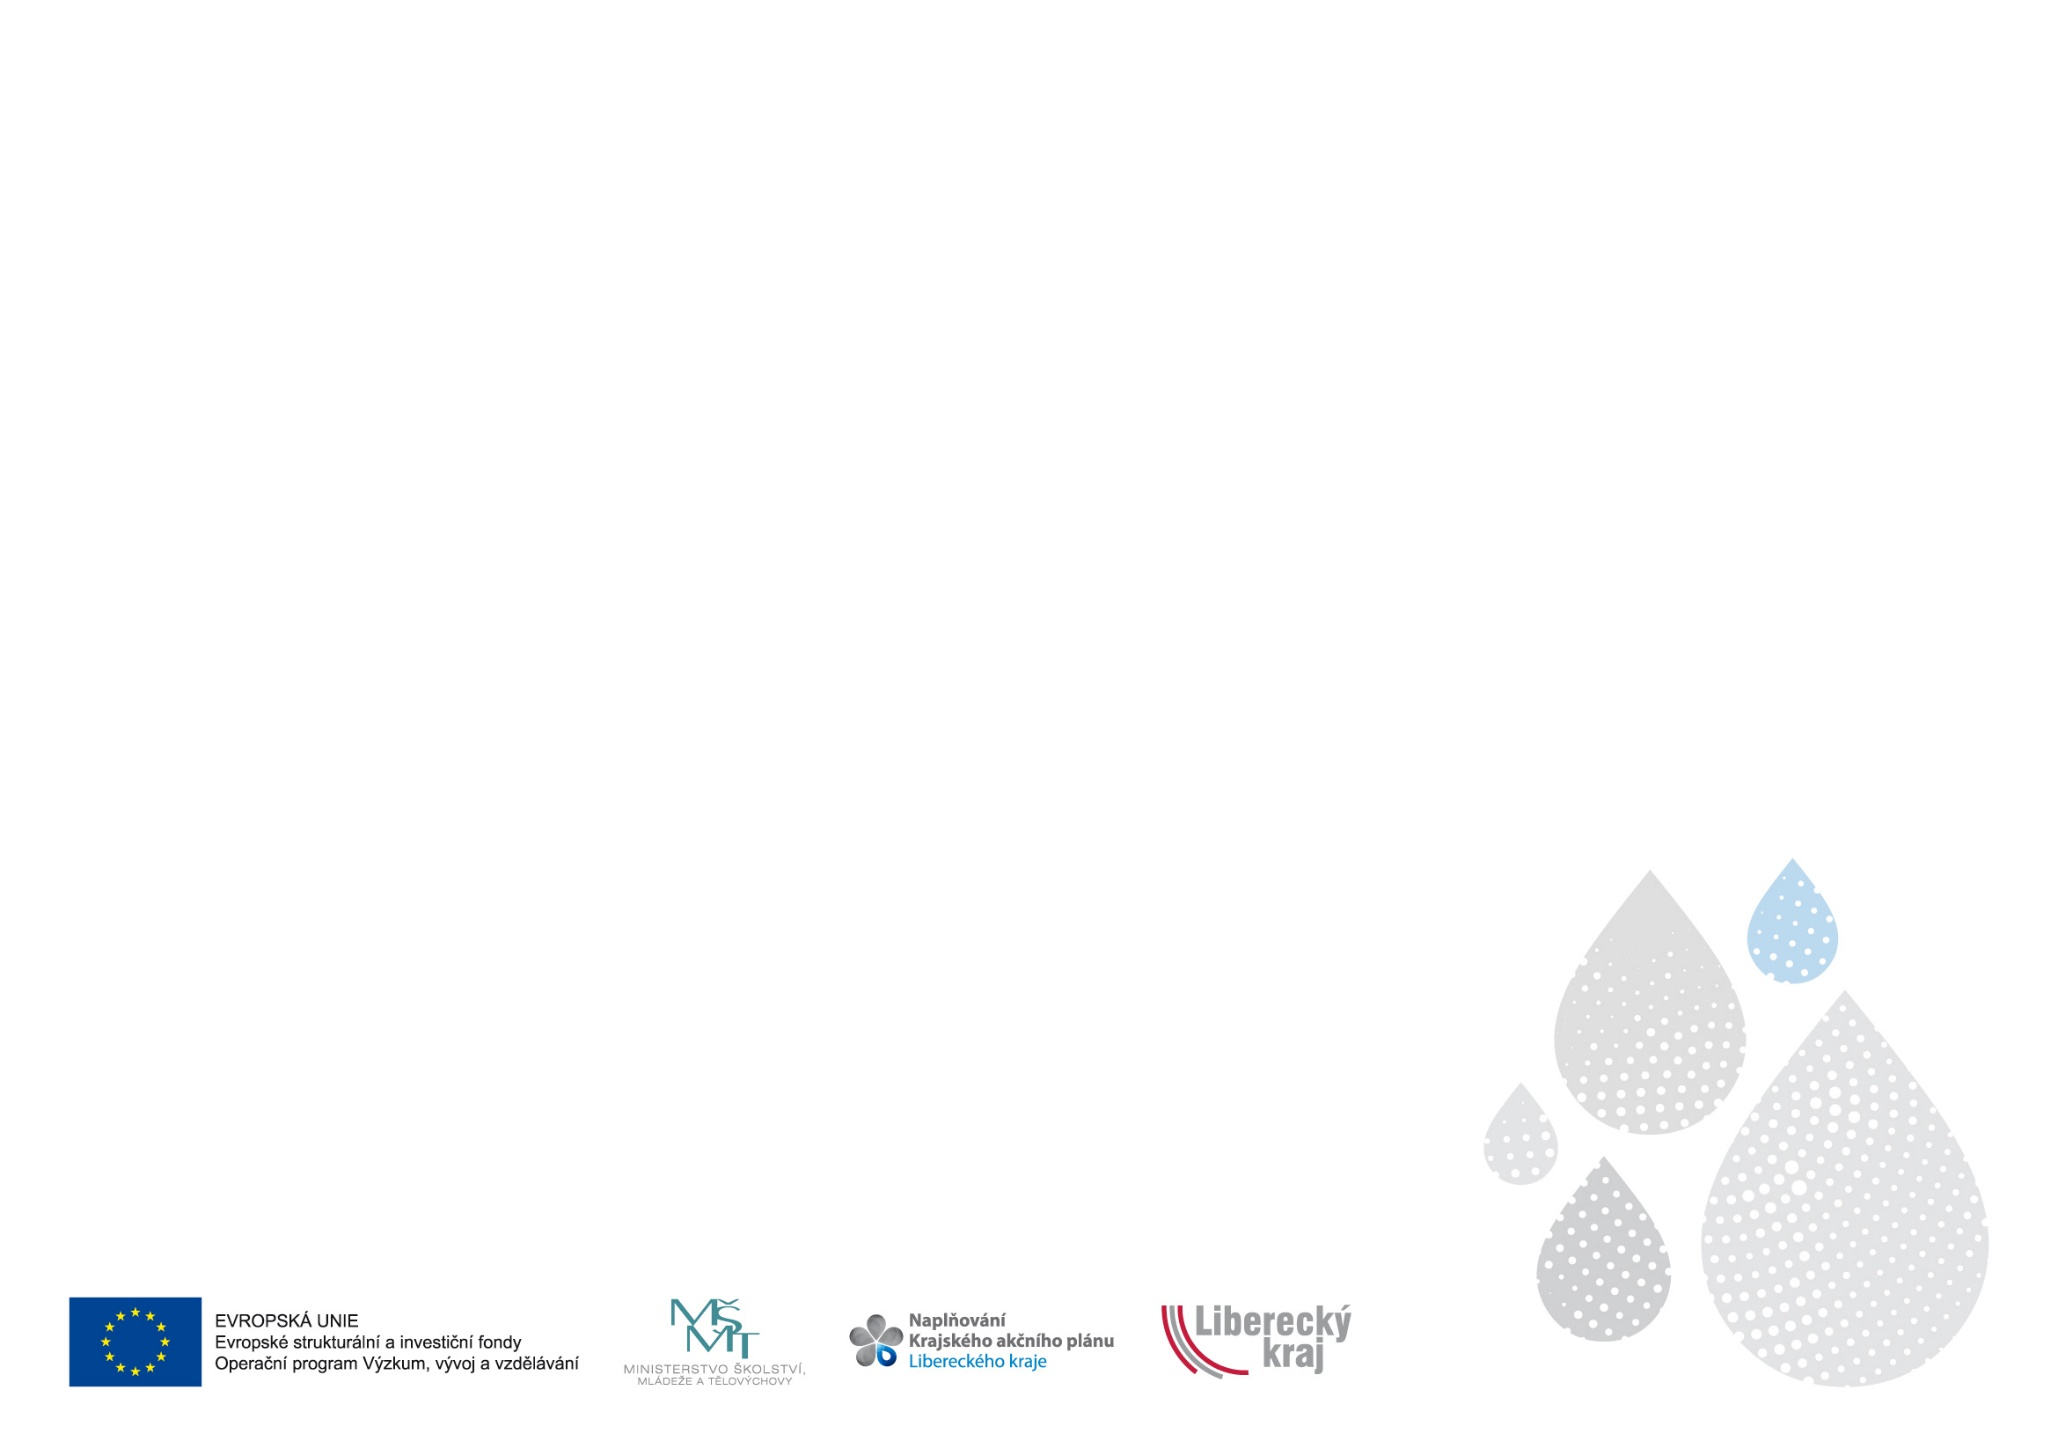 EVROPSKÁ UNIE
Evropské strukturální a investiční fondy
Operační program Výzkum, vývoj a vzdělávání
MŠMT
MINISTERSTVO ŠKOLSTVÍ,
MLÁDEŽE A TĚLOVÝCHOVY
Naplňování
Krajského akčního plánu
Libereckého kraje
Liberecký
kraj